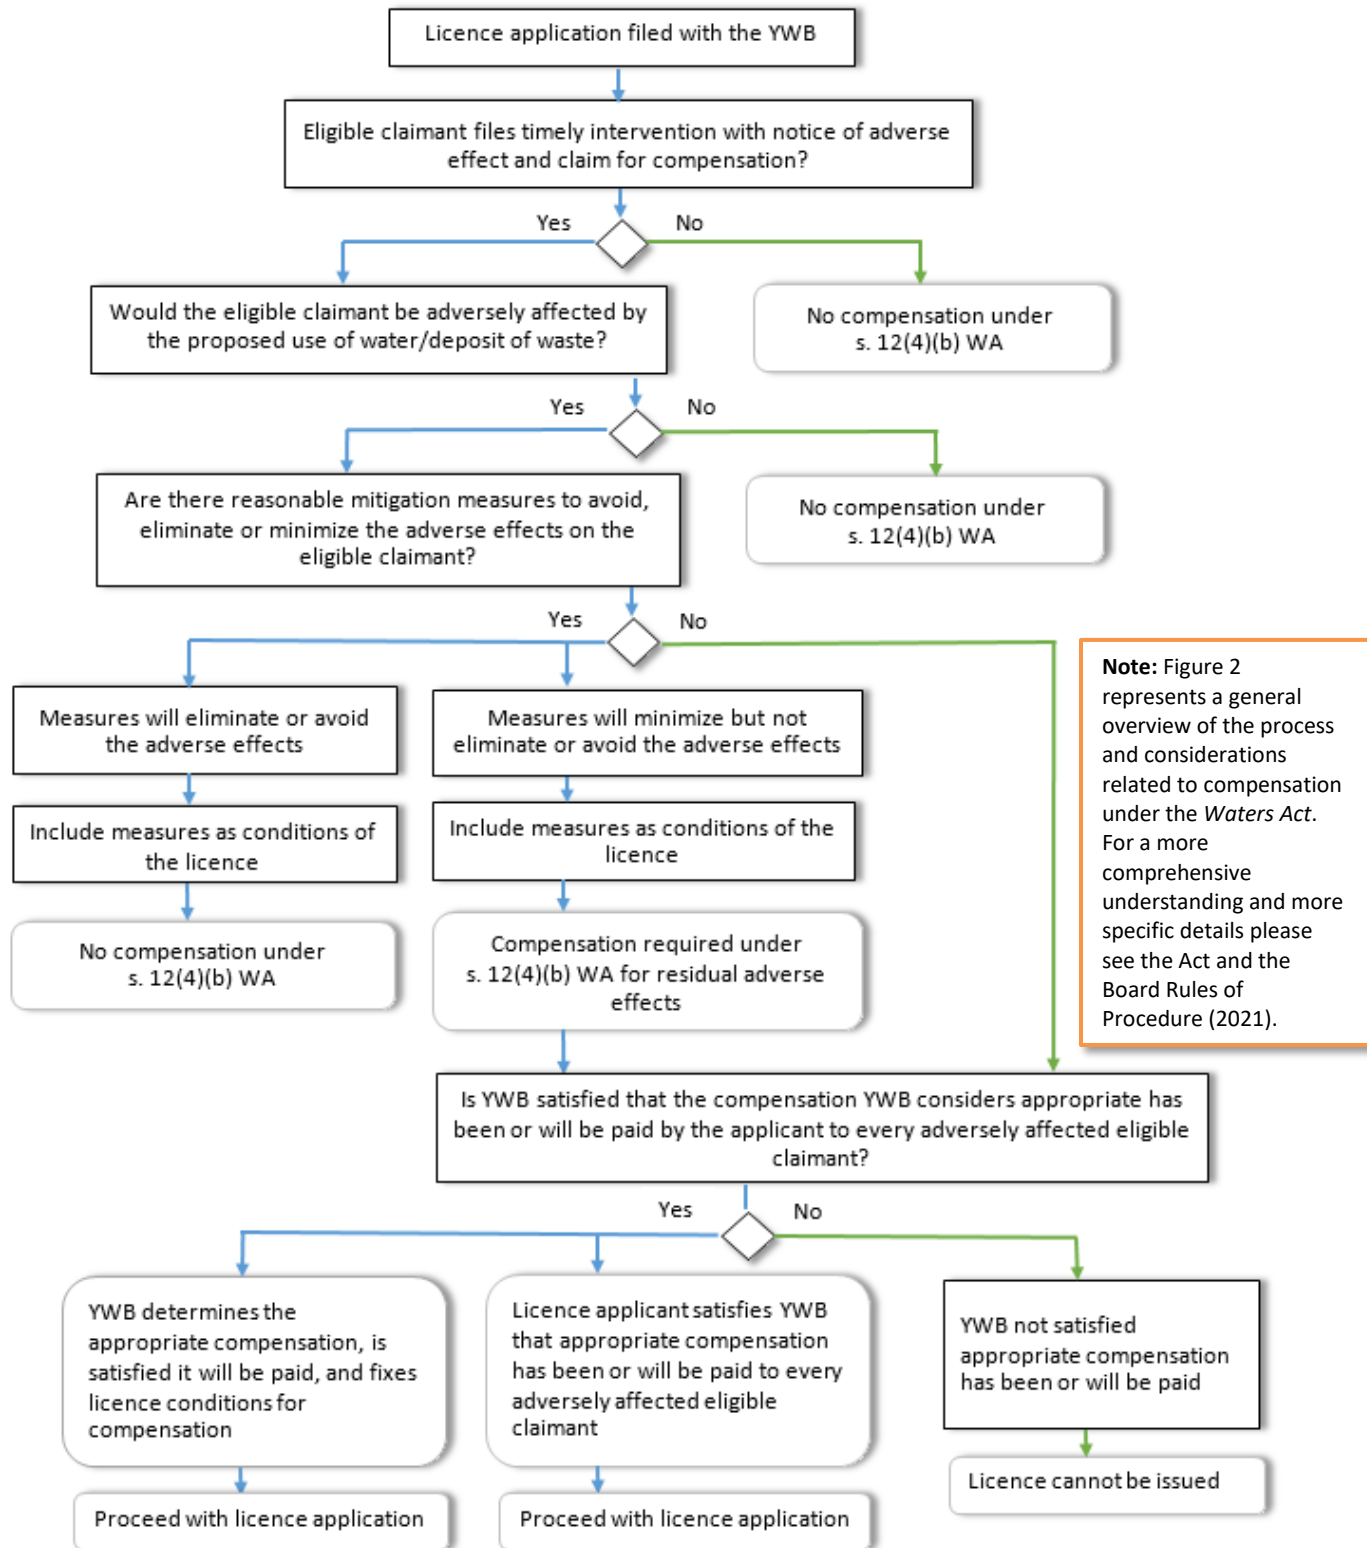 Licence application filed with the YWB
Eligible claimant files timely intervention with notice of adverse
effect and claim for compensation?
Yes
No
Would the eligible claimant be adversely affected by
the proposed use of water/deposit of waste?
No compensation under
s. 12(4)(b) WA
Yes
No
Are there reasonable mitigation measures to avoid,
eliminate or minimize the adverse effects on the
eligible claimant?
No compensation under
s. 12(4)(b) WA
Yes
No
Measures will eliminate or avoid
the adverse effects
Measures will minimize but not
eliminate or avoid the adverse effects
Note: Figure 2
represents a general
overview of the process
and considerations
related to compensation
under the Waters Act.
For a more
comprehensive
understanding and more
specific details please
see the Act and the
Board Rules of
Procedure (2021).
Include measures as conditions of
the licence
Include measures as conditions of the
licence
No compensation under
s. 12(4)(b) WA
Compensation required under
s. 12(4)(b) WA for residual adverse
effects
Is YWB satisfied that the compensation YWB considers appropriate has
been or will be paid by the applicant to every adversely affected eligible
claimant?
Yes
No
YWB determines the
appropriate compensation, is
satisfied it will be paid, and fixes
licence conditions for
compensation
Licence applicant satisfies YWB
that appropriate compensation
has been or will be paid to every
adversely affected eligible
claimant
YWB not satisfied
appropriate compensation
has been or will be paid
Proceed with licence application
Proceed with licence application
Licence cannot be issued